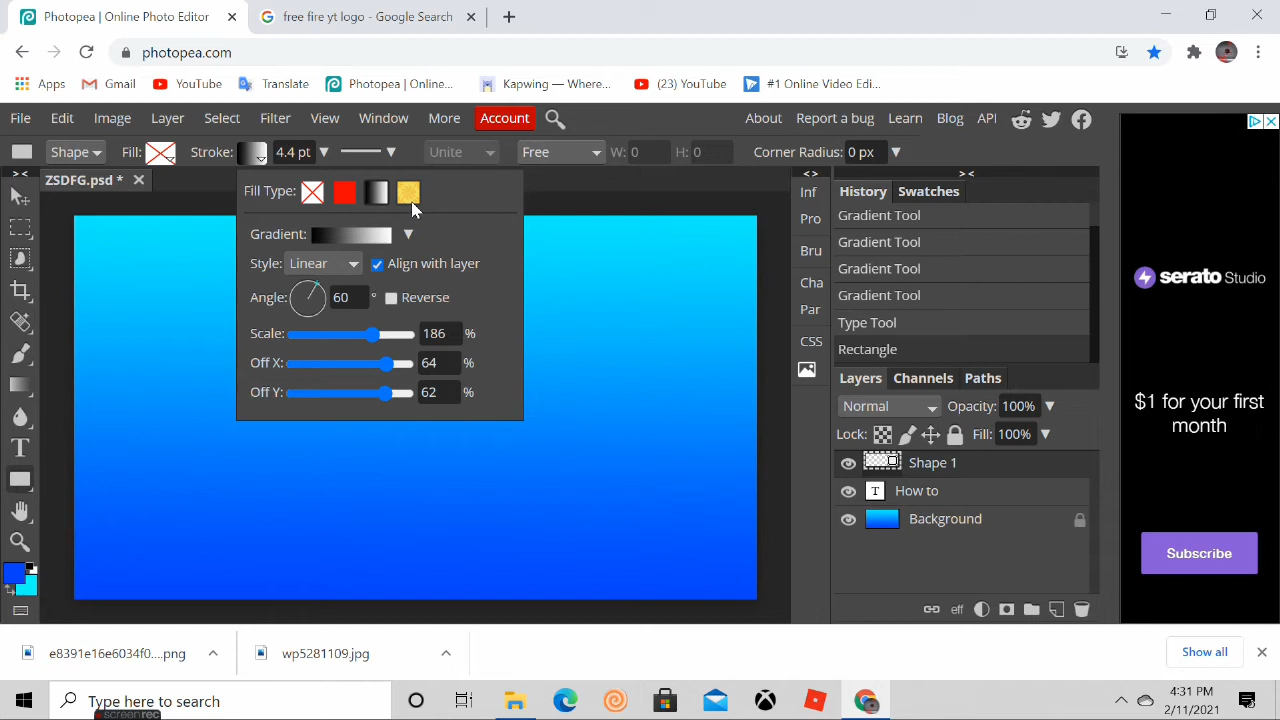 Photopea | Online Photo Editor
free fire yt logo - Google Search
photopea.com
Apps
Gmail
YouTube
Translate
Photopea | Online...
Kapwing — Where...
(23) YouTube
#1 Online Video Edi...
File Edit Image Layer Select Filter View Window More Account
About Report a bug Learn Blog API
Shape Fill: Stroke: 4.4 pt Unite Free W: 0 H: 0 Corner Radius: 0 px
ZSDFG.psd *
Fill Type:
Gradient:
Style: Linear Align with layer
Angle: 60 ° Reverse
Scale: 186 %
Off X: 64 %
Off Y: 62 %
> < 
< >
> <
Inf
Pro
Bru
Cha
Par
CSS
History Swatches
Gradient Tool
Gradient Tool
Gradient Tool
Gradient Tool
Type Tool
Rectangle
Layers Channels Paths
Normal Opacity: 100%
Lock: Fill: 100%
Shape 1
T How to
Background
eff
serato Studio
$1 for your first
month
Subscribe
e8391e16e6034f0....png
wp5281109.jpg
Show all
Type here to search
screenrec
4:31 PM
2/11/2021